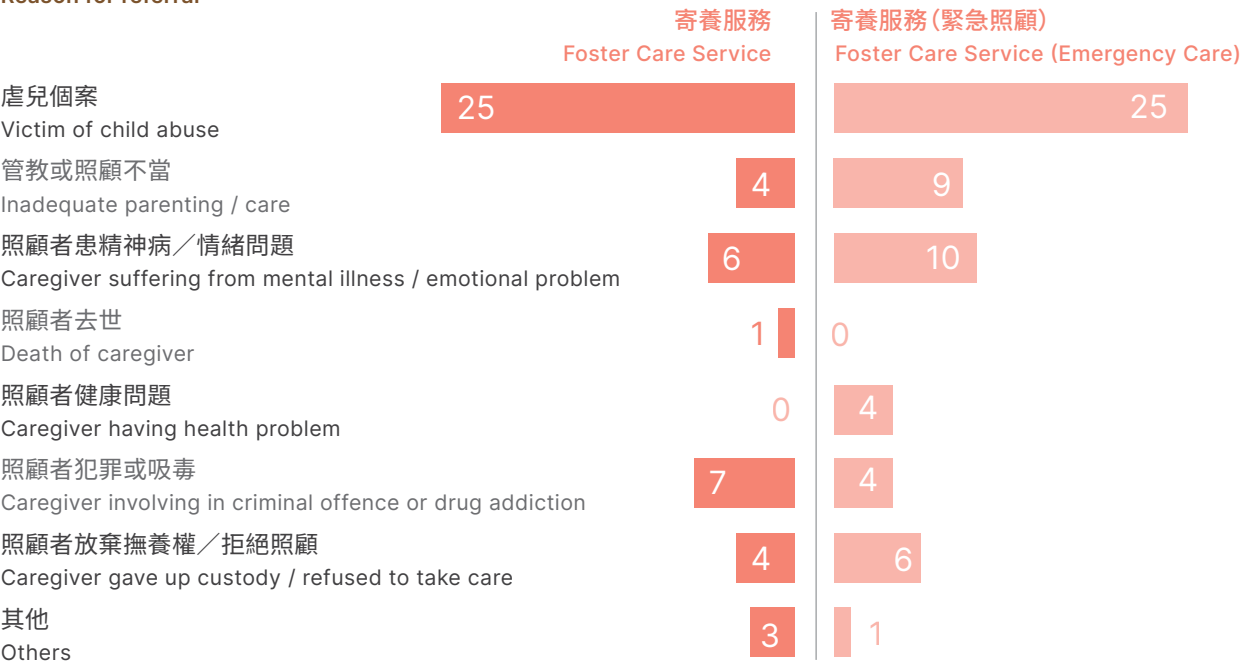 Reason for referral
寄養服務
Foster Care Service
寄養服務(緊急照顧)
Foster Care Service (Emergency Care)
虐兒個案
Victim of child abuse
25
25
管教或照顧不當
Inadequate parenting / care
4
9
照顧者患精神病／情緒問題
Caregiver suffering from mental illness / emotional problem
6
10
照顧者去世
Death of caregiver
1
0
照顧者健康問題
Caregiver having health problem
0
4
照顧者犯罪或吸毒
Caregiver involving in criminal offence or drug addiction
7
4
照顧者放棄撫養權／拒絕照顧
Caregiver gave up custody / refused to take care
4
6
其他
Others
3
1